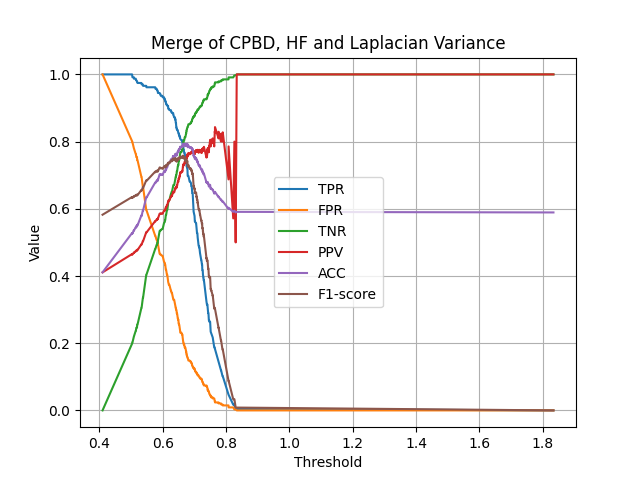 Merge of CPBD, HF and Laplacian Variance
1.0
0.8
0.6
0.4
0.2
0.0
Value
TPR
FPR
TNR
PPV
ACC
F1-score
0.4 0.6 0.8 1.0 1.2 1.4 1.6 1.8
Threshold